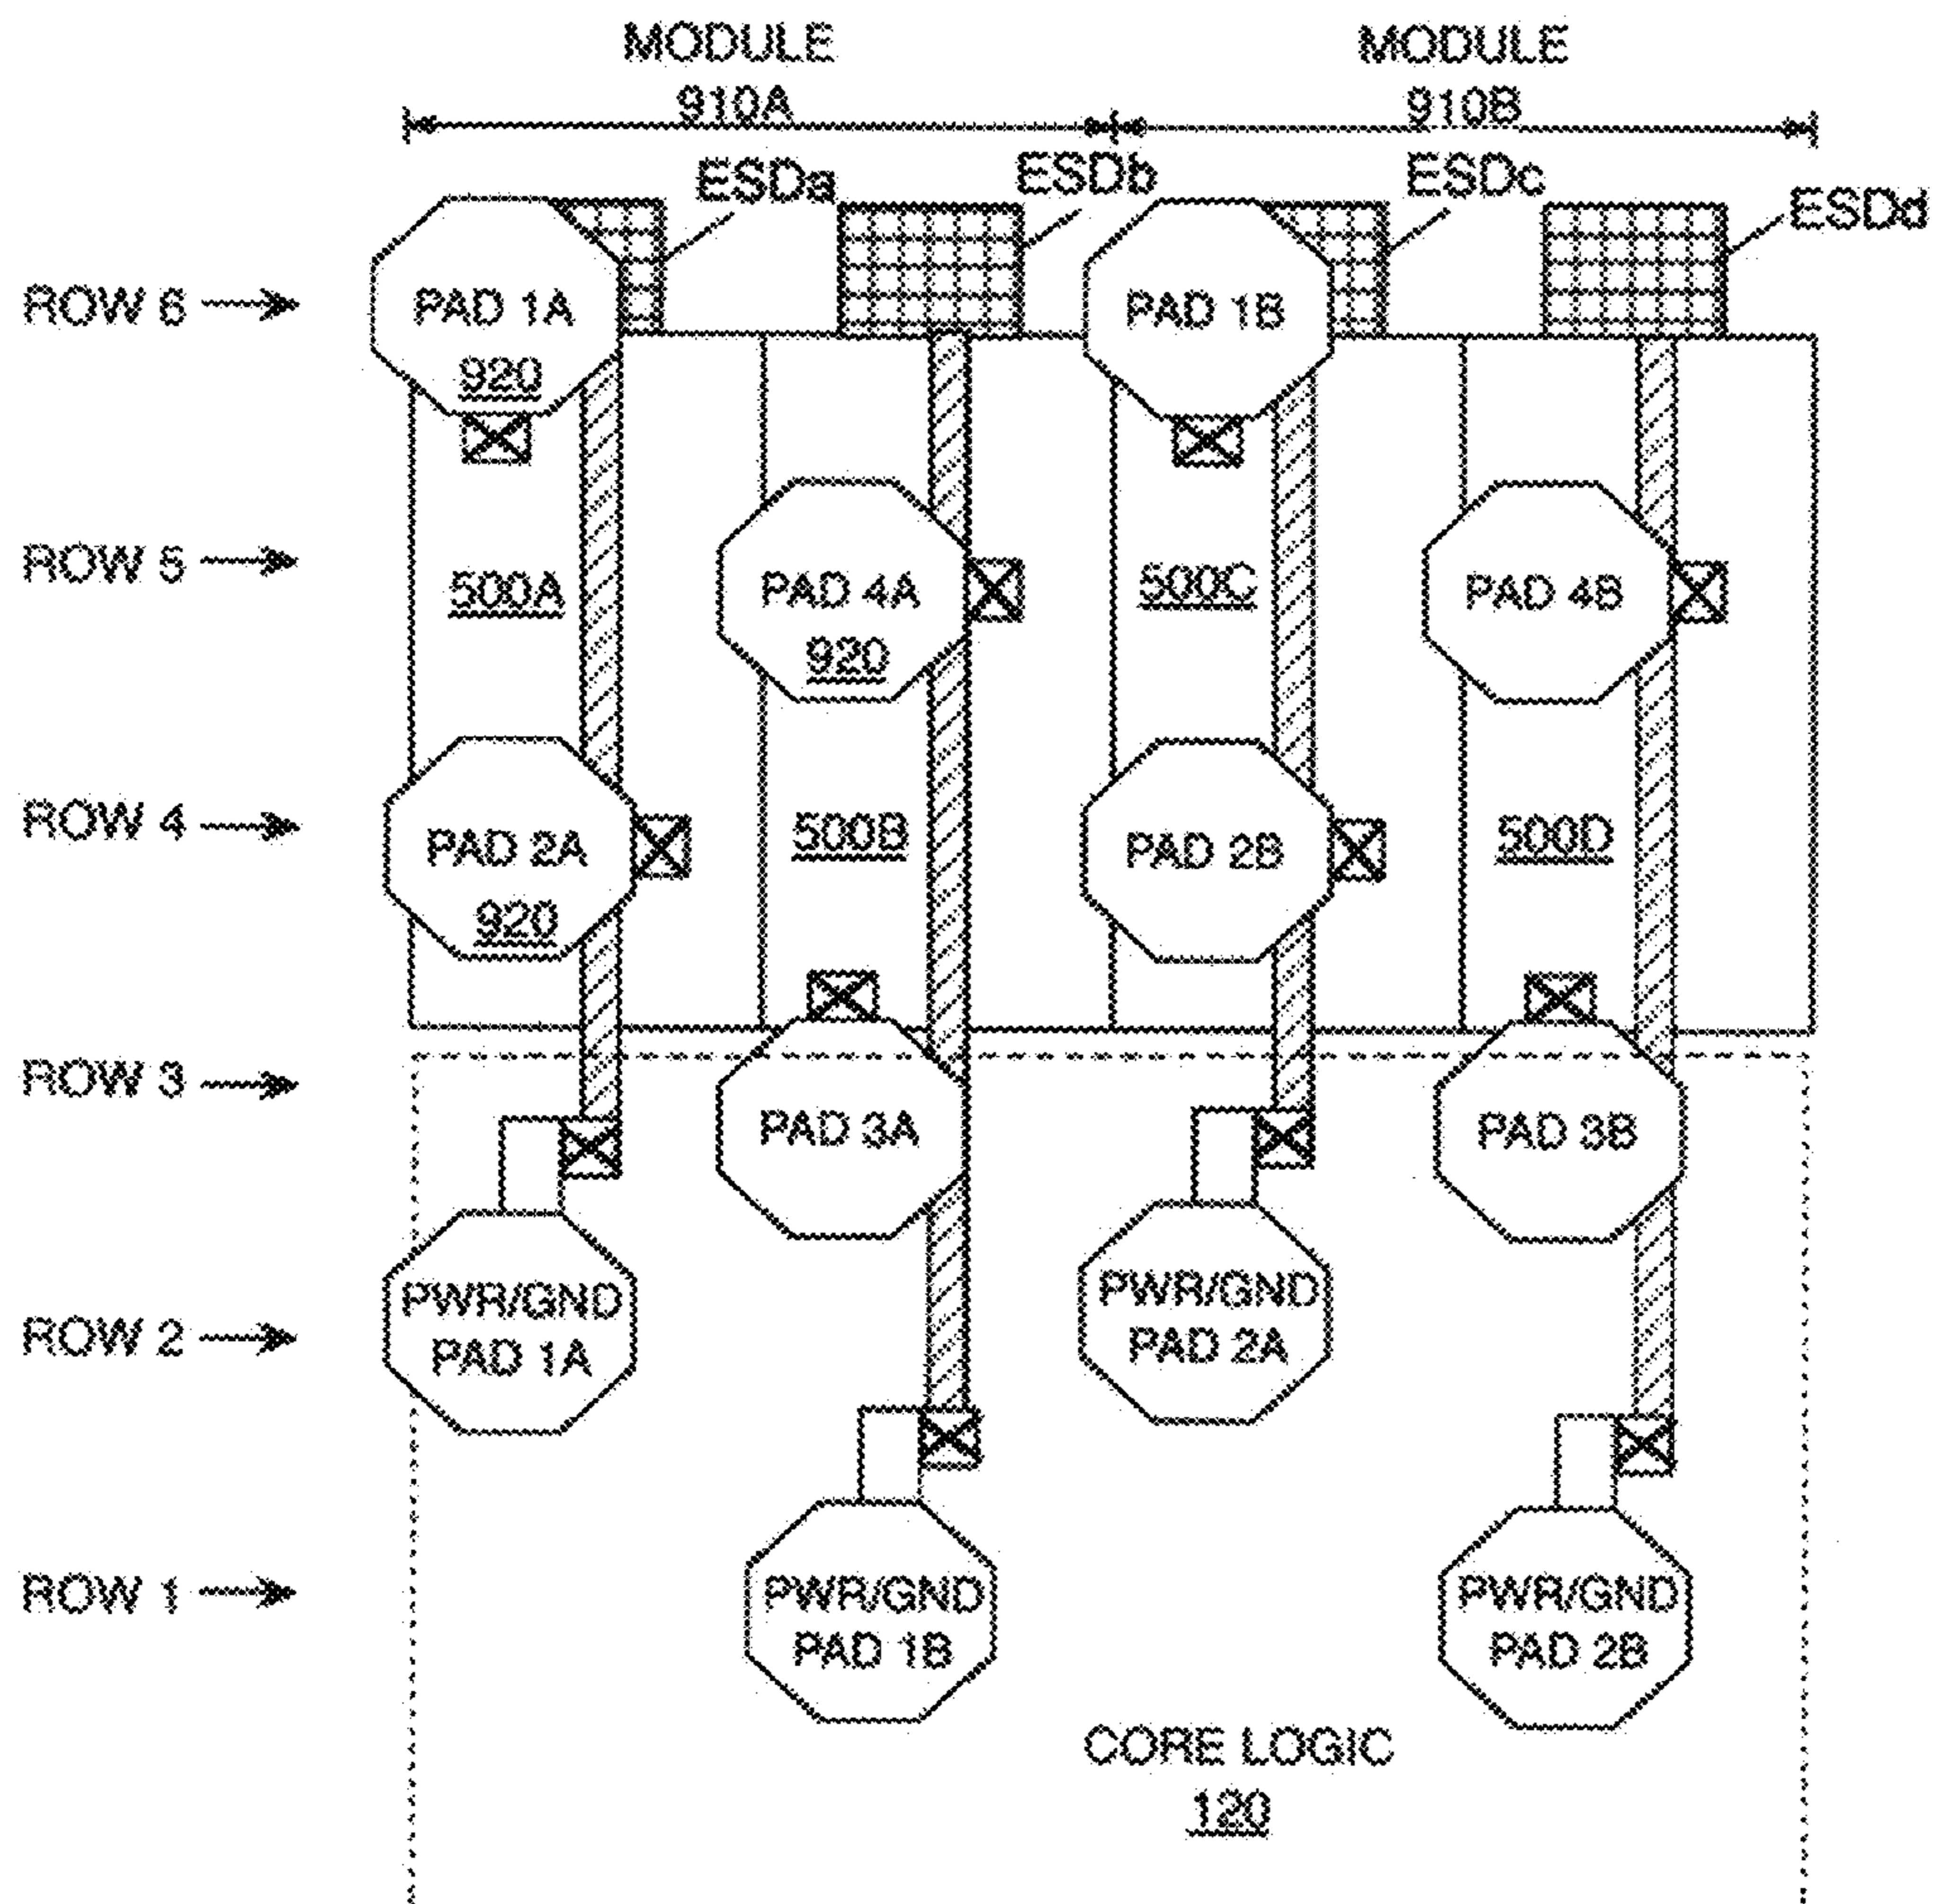 MODULE
910A
MODULE
910B
ESDa
ESDb
ESDc
ESDd
ROW 6
PAD 1A
920
PAD 1B
ROW 5
500A
PAD 4A
920
500C
PAD 4B
ROW 4
PAD 2A
920
500B
PAD 2B
500D
ROW 3
PAD 3A
PAD 3B
ROW 2
PWR/GND
PAD 1A
PWR/GND
PAD 2A
ROW 1
PWR/GND
PAD 1B
PWR/GND
PAD 2B
CORE LOGIC
120